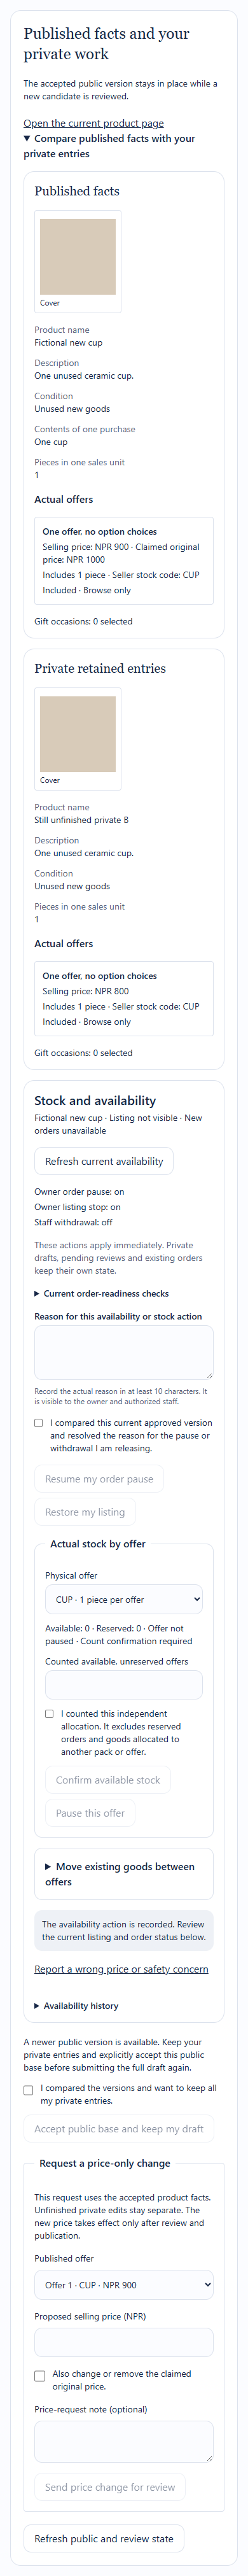 Published facts and your
private work
The accepted public version stays in place while a
new candidate is reviewed.
Open the current product page
▼ Compare published facts with your
private entries
Published facts
Cover
Product name
Fictional new cup
Description
One unused ceramic cup.
Condition
Unused new goods
Contents of one purchase
One cup
Pieces in one sales unit
1
Actual offers
One offer, no option choices
Selling price: NPR 900 · Claimed original
price: NPR 1000
Includes 1 piece · Seller stock code: CUP
Included · Browse only
Gift occasions: 0 selected
Private retained entries
Cover
Product name
Still unfinished private B
Description
One unused ceramic cup.
Condition
Unused new goods
Pieces in one sales unit
1
Actual offers
One offer, no option choices
Selling price: NPR 800
Includes 1 piece · Seller stock code: CUP
Included · Browse only
Gift occasions: 0 selected
Stock and availability
Fictional new cup · Listing not visible · New
orders unavailable
Refresh current availability
Owner order pause: on
Owner listing stop: on
Staff withdrawal: off
These actions apply immediately. Private
drafts, pending reviews and existing orders
keep their own state.
▶ Current order-readiness checks
Reason for this availability or stock action
Record the actual reason in at least 10 characters. It
is visible to the owner and authorized staff.
I compared this current approved version
and resolved the reason for the pause or
withdrawal I am releasing.
Resume my order pause
Restore my listing
Actual stock by offer
Physical offer
CUP · 1 piece per offer
Available: 0 · Reserved: 0 · Offer not
paused · Count confirmation required
Counted available, unreserved offers
I counted this independent
allocation. It excludes reserved
orders and goods allocated to
another pack or offer.
Confirm available stock
Pause this offer
▶ Move existing goods between
offers
The availability action is recorded. Review
the current listing and order status below.
Report a wrong price or safety concern
▶ Availability history
A newer public version is available. Keep your
private entries and explicitly accept this public
base before submitting the full draft again.
I compared the versions and want to keep all
my private entries.
Accept public base and keep my draft
Request a price-only change
This request uses the accepted product facts.
Unfinished private edits stay separate. The
new price takes effect only after review and
publication.
Published offer
Offer 1 · CUP · NPR 900
Proposed selling price (NPR)
Also change or remove the claimed
original price.
Price-request note (optional)
Send price change for review
Refresh public and review state